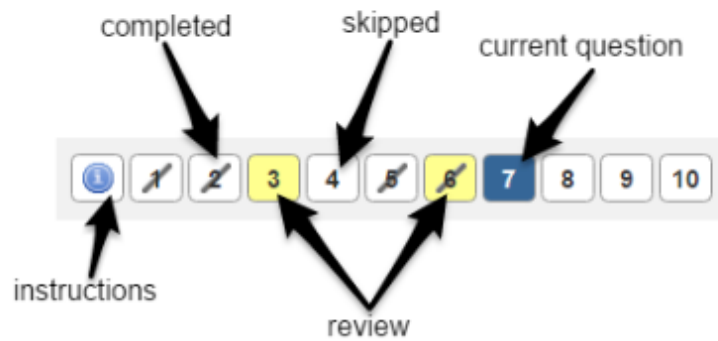 completed
skipped
current question
i 1 2 3 4 5 6 7 8 9 10
instructions
review